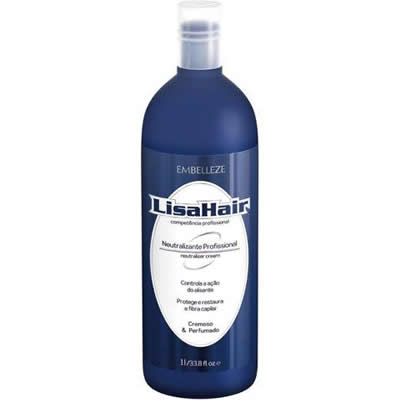 EMBELLEZE
LisaHair
competência profissional
Neutralizante Profissional
neutralizer cream
Controla a ação
do alisante
Protege e restaura
a fibra capilar
Cremoso
& Perfumado
1l/33.8 fl oz e